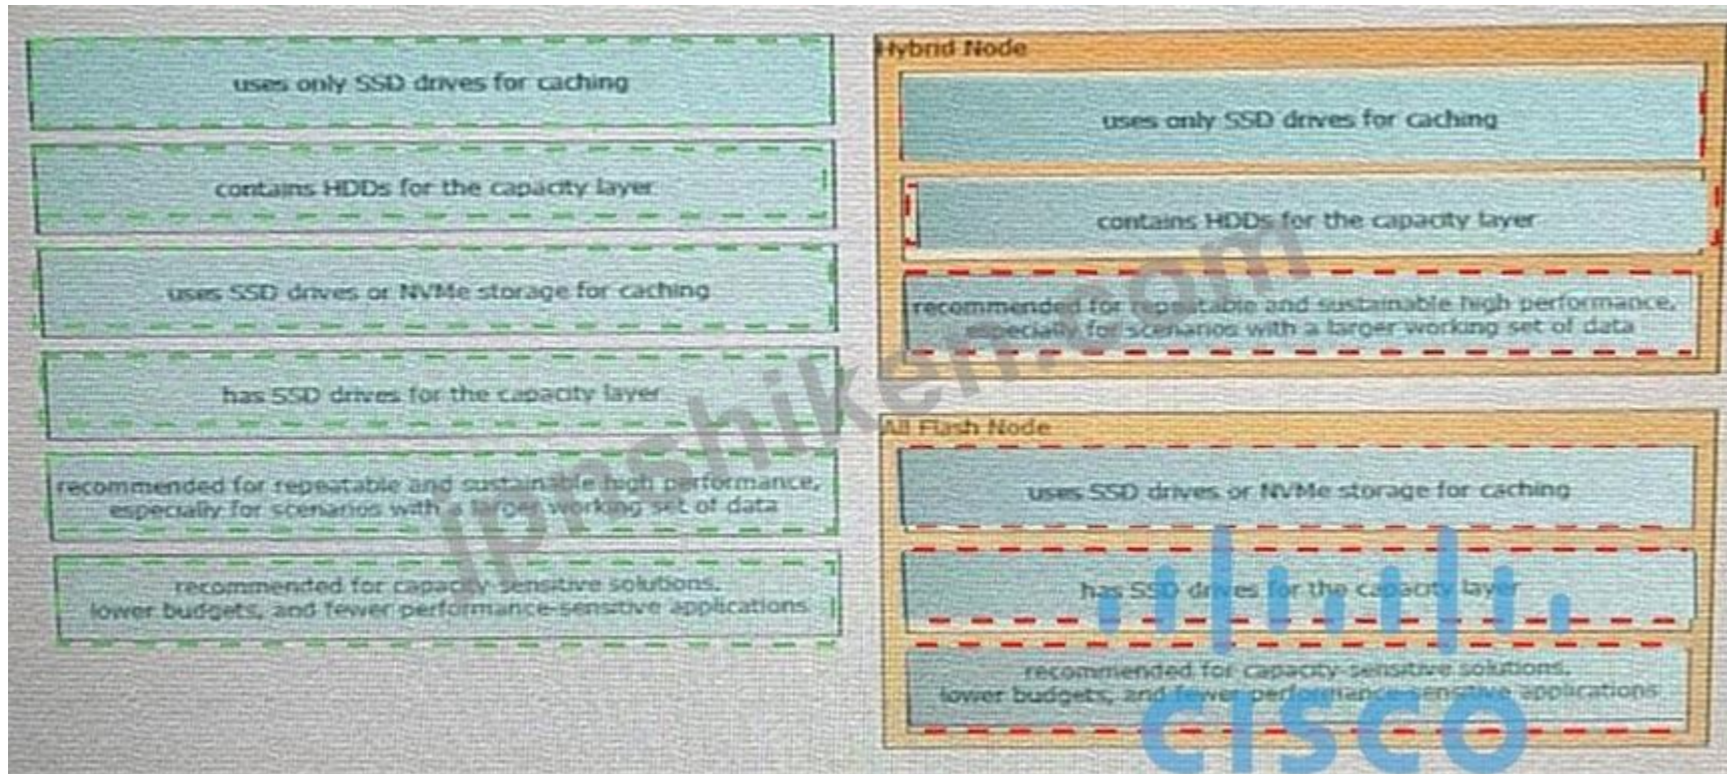 uses only SSD drives for caching
contains HDDs for the capacity layer
uses SSD drives or NVMe storage for caching
has SSD drives for the capacity layer
recommended for repeatable and sustainable high performance,
especially for scenarios with a larger working set of data
recommended for capacity-sensitive solutions,
lower budgets, and fewer performance-sensitive applications
Hybrid Node
uses only SSD drives for caching
contains HDDs for the capacity layer
recommended for repeatable and sustainable high performance,
especially for scenarios with a larger working set of data
All Flash Node
uses SSD drives or NVMe storage for caching
has SSD drives for the capacity layer
recommended for capacity-sensitive solutions,
lower budgets, and fewer performance-sensitive applications
jpnshiken.com
CISCO